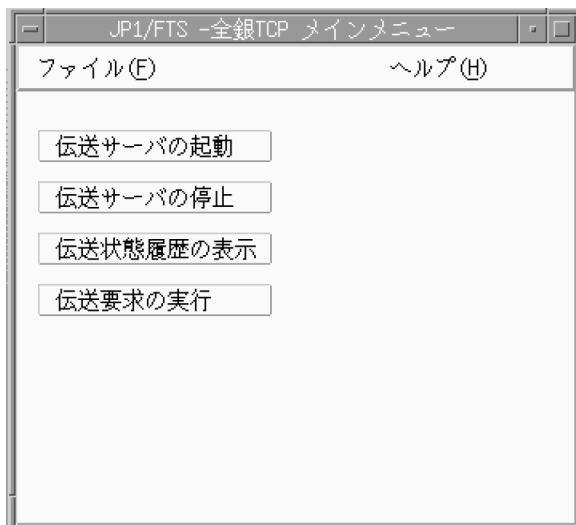 JP1/FTS -全銀TCP メインメニュー
ファイル(F) ヘルプ(H)
伝送サーバの起動
伝送サーバの停止
伝送状態履歴の表示
伝送要求の実行